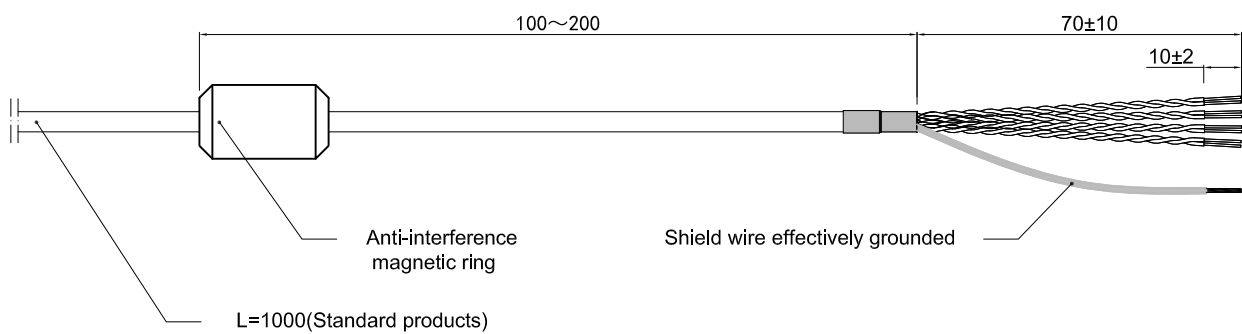 100～200
70±10
10±2
Anti-interference
magnetic ring
Shield wire effectively grounded
L=1000(Standard products)